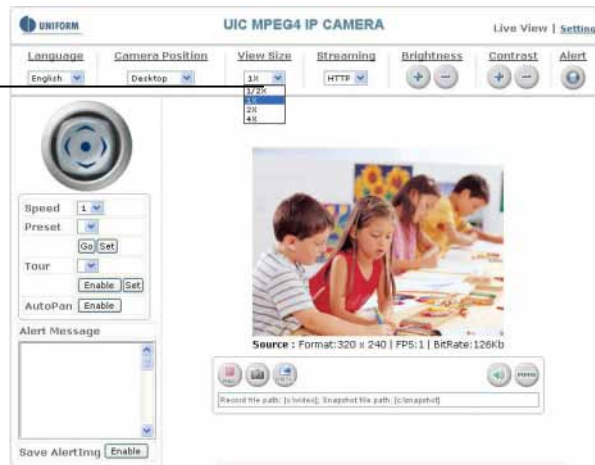 UNIFORM
UIC MPEG4 IP CAMERA
Live View | Setting
Language Camera Position View Size Streaming Brightness Contrast Alert
English Desktop 1X HTTP
1/2X
1X
2X
4X
Speed 1
Preset
Go Set
Tour
Enable Set
AutoPan Enable
Alert Message
Source : Format:320 x 240 | FPS:1 | BitRate:126Kb
Record file path: [c:\video]; Snapshot file path: [c:\snapshot]
Save AlertImg Enable